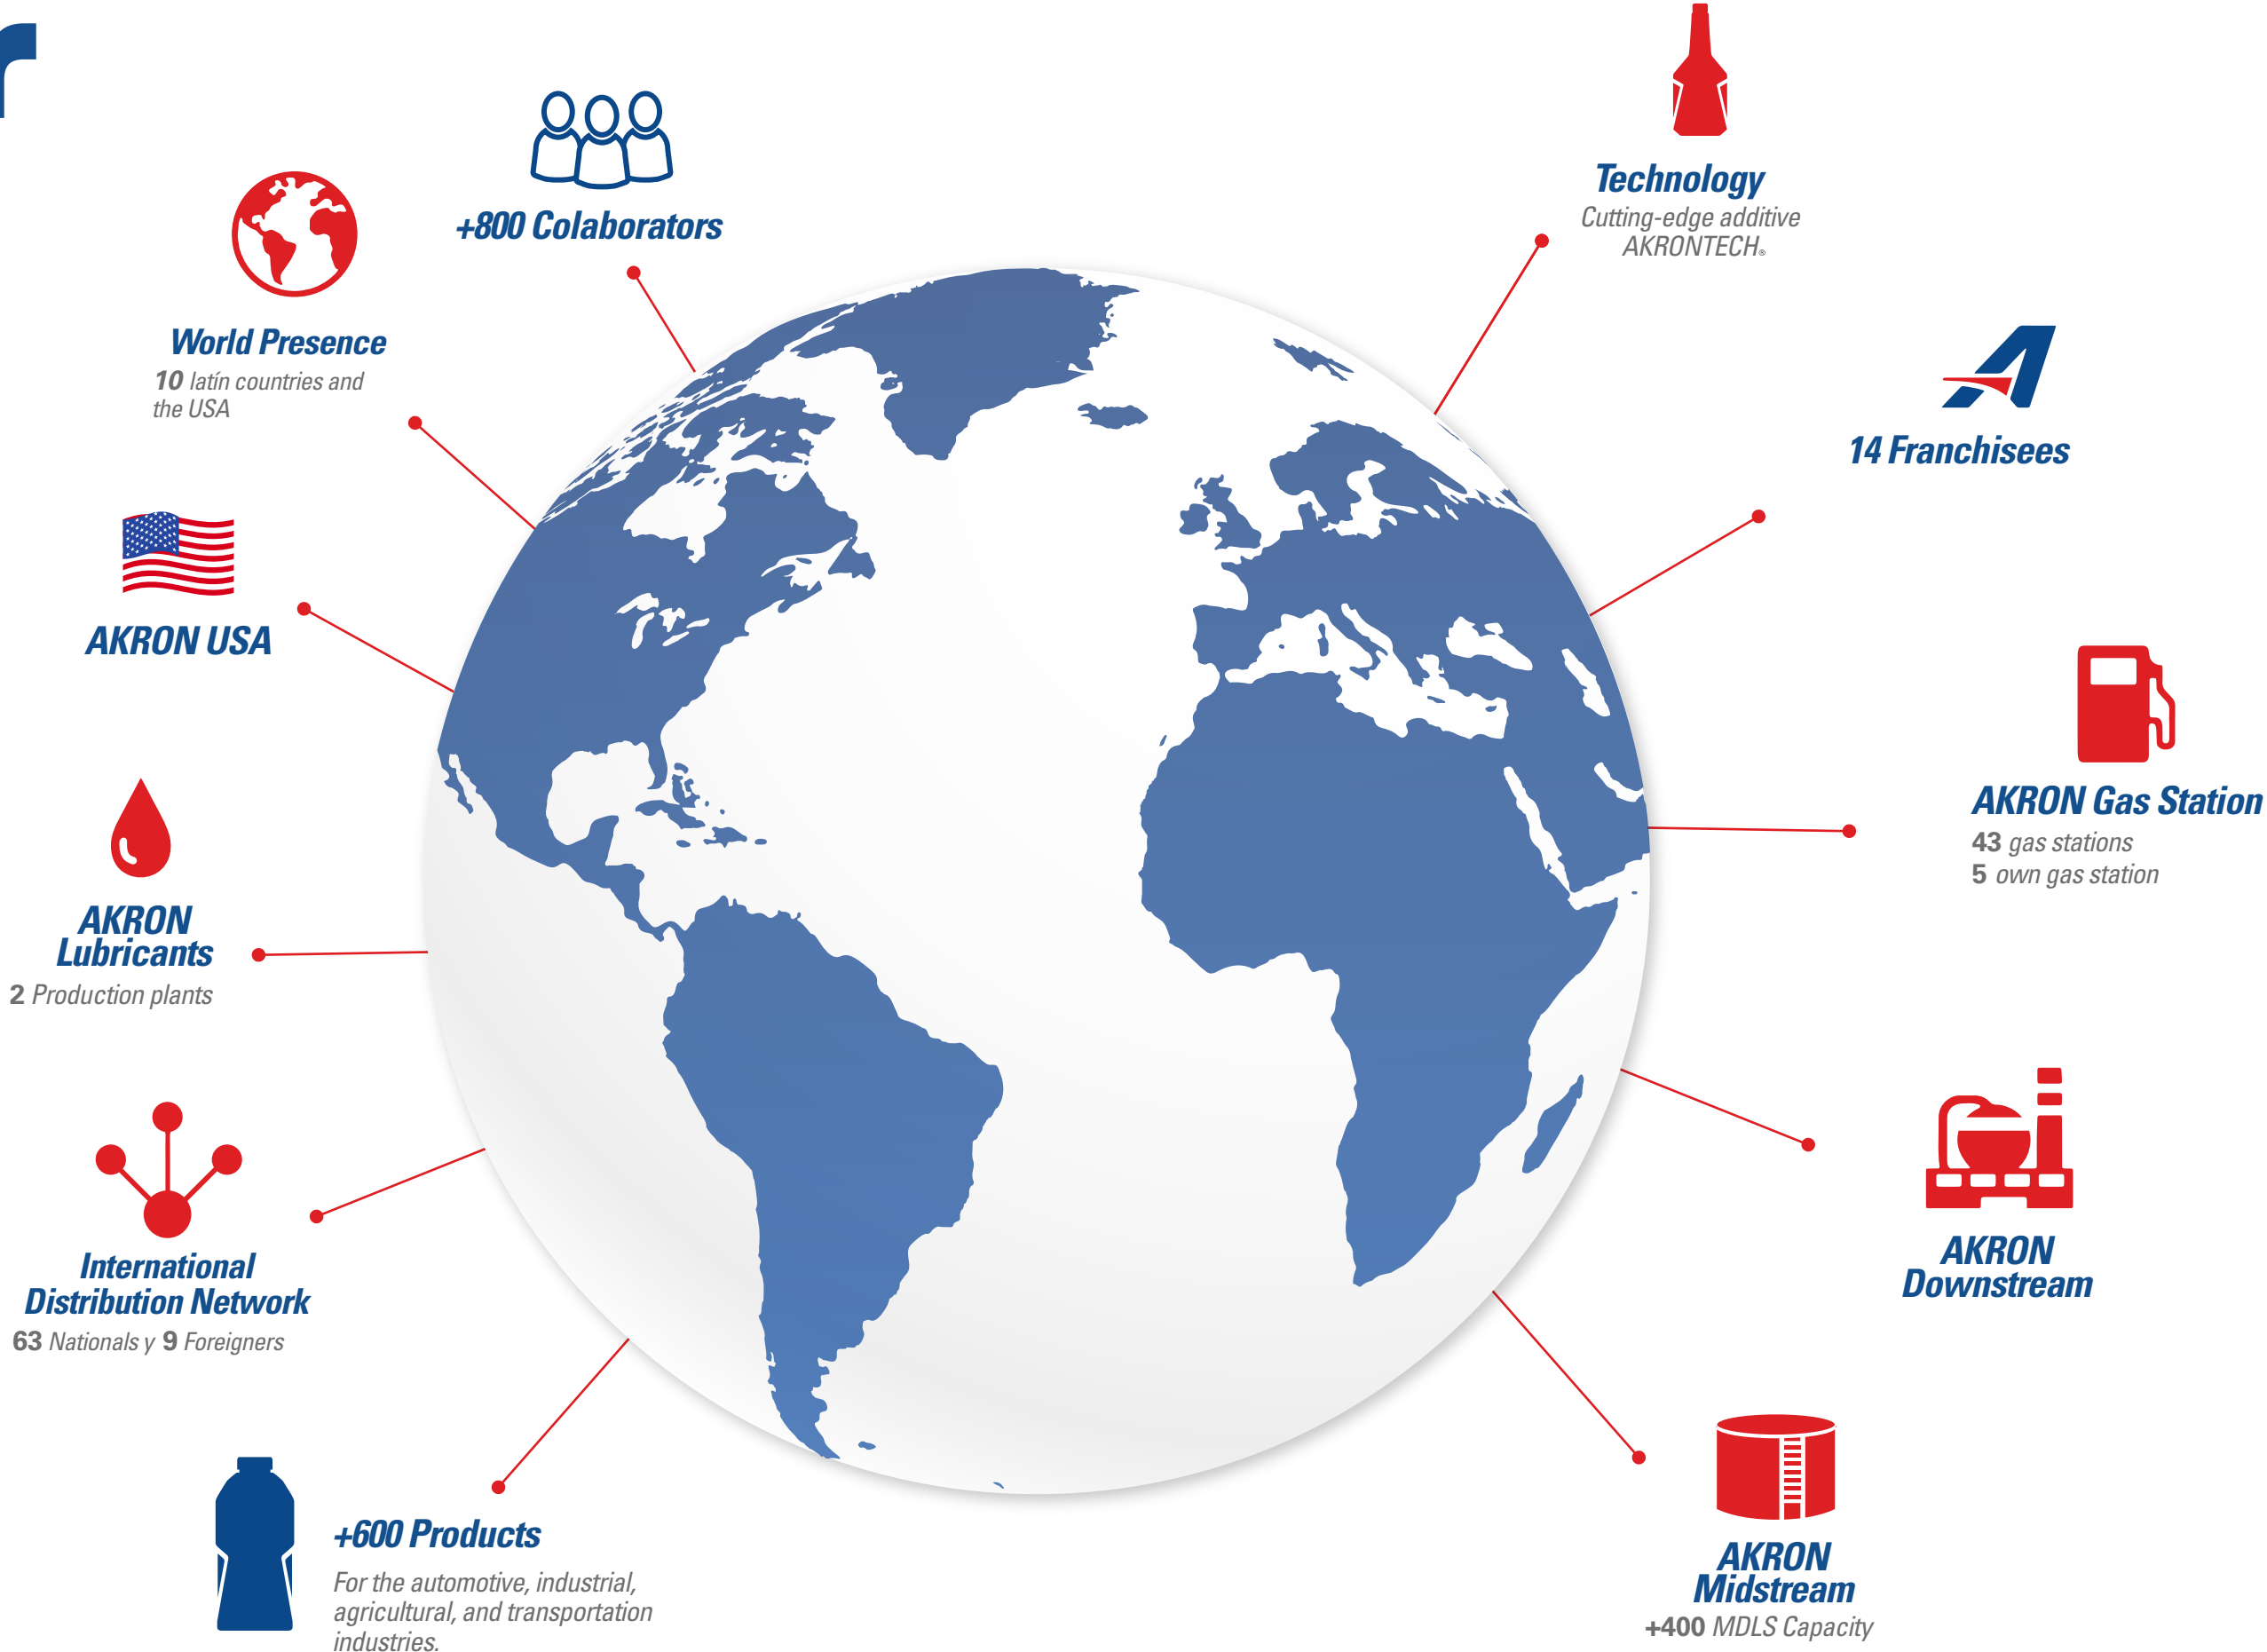 r
+800 Colaborators
World Presence
10 latín countries and
the USA
AKRON USA
AKRON
Lubricants
2 Production plants
International
Distribution Network
63 Nationals y 9 Foreigners
+600 Products
For the automotive, industrial,
agricultural, and transportation
industries.
Technology
Cutting-edge additive
AKRONTECH®
14 Franchisees
AKRON Gas Station
43 gas stations
5 own gas station
AKRON
Downstream
AKRON
Midstream
+400 MDLS Capacity